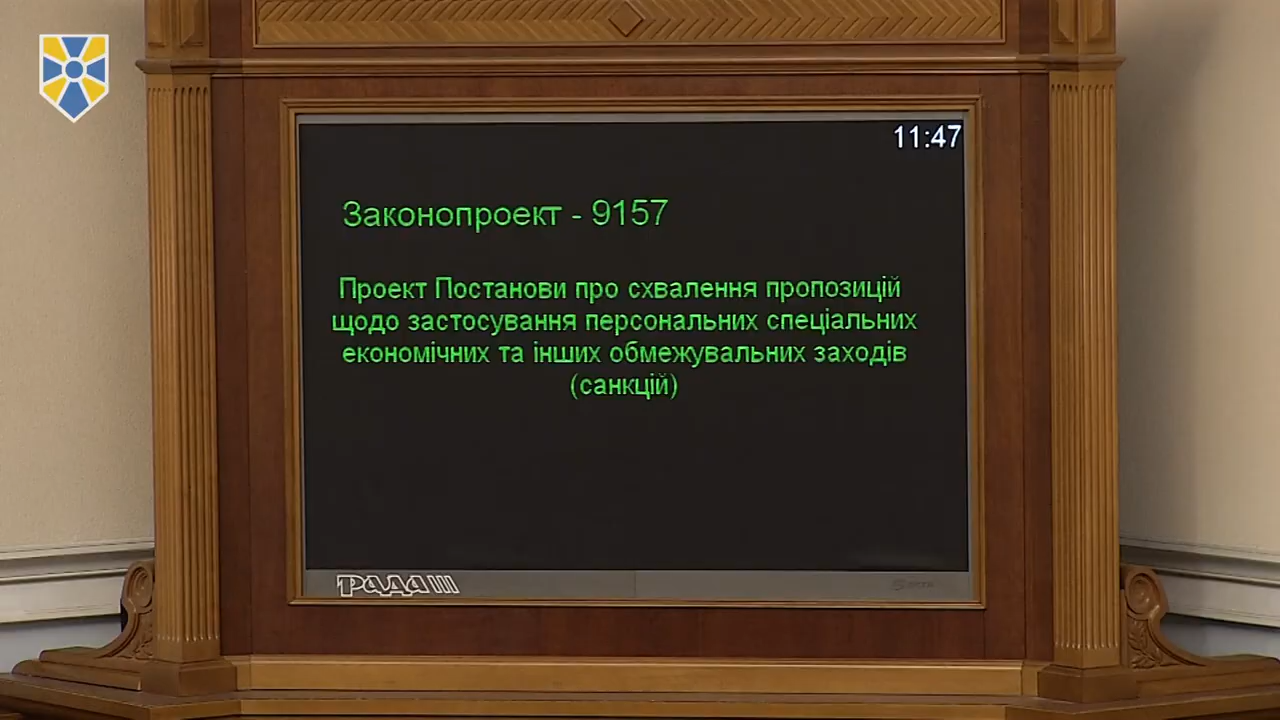 11:47
Законопроект - 9157
Проект Постанови про схвалення пропозицій
щодо застосування персональних спеціальних
економічних та інших обмежувальних заходів
(санкцій)
РАДА III